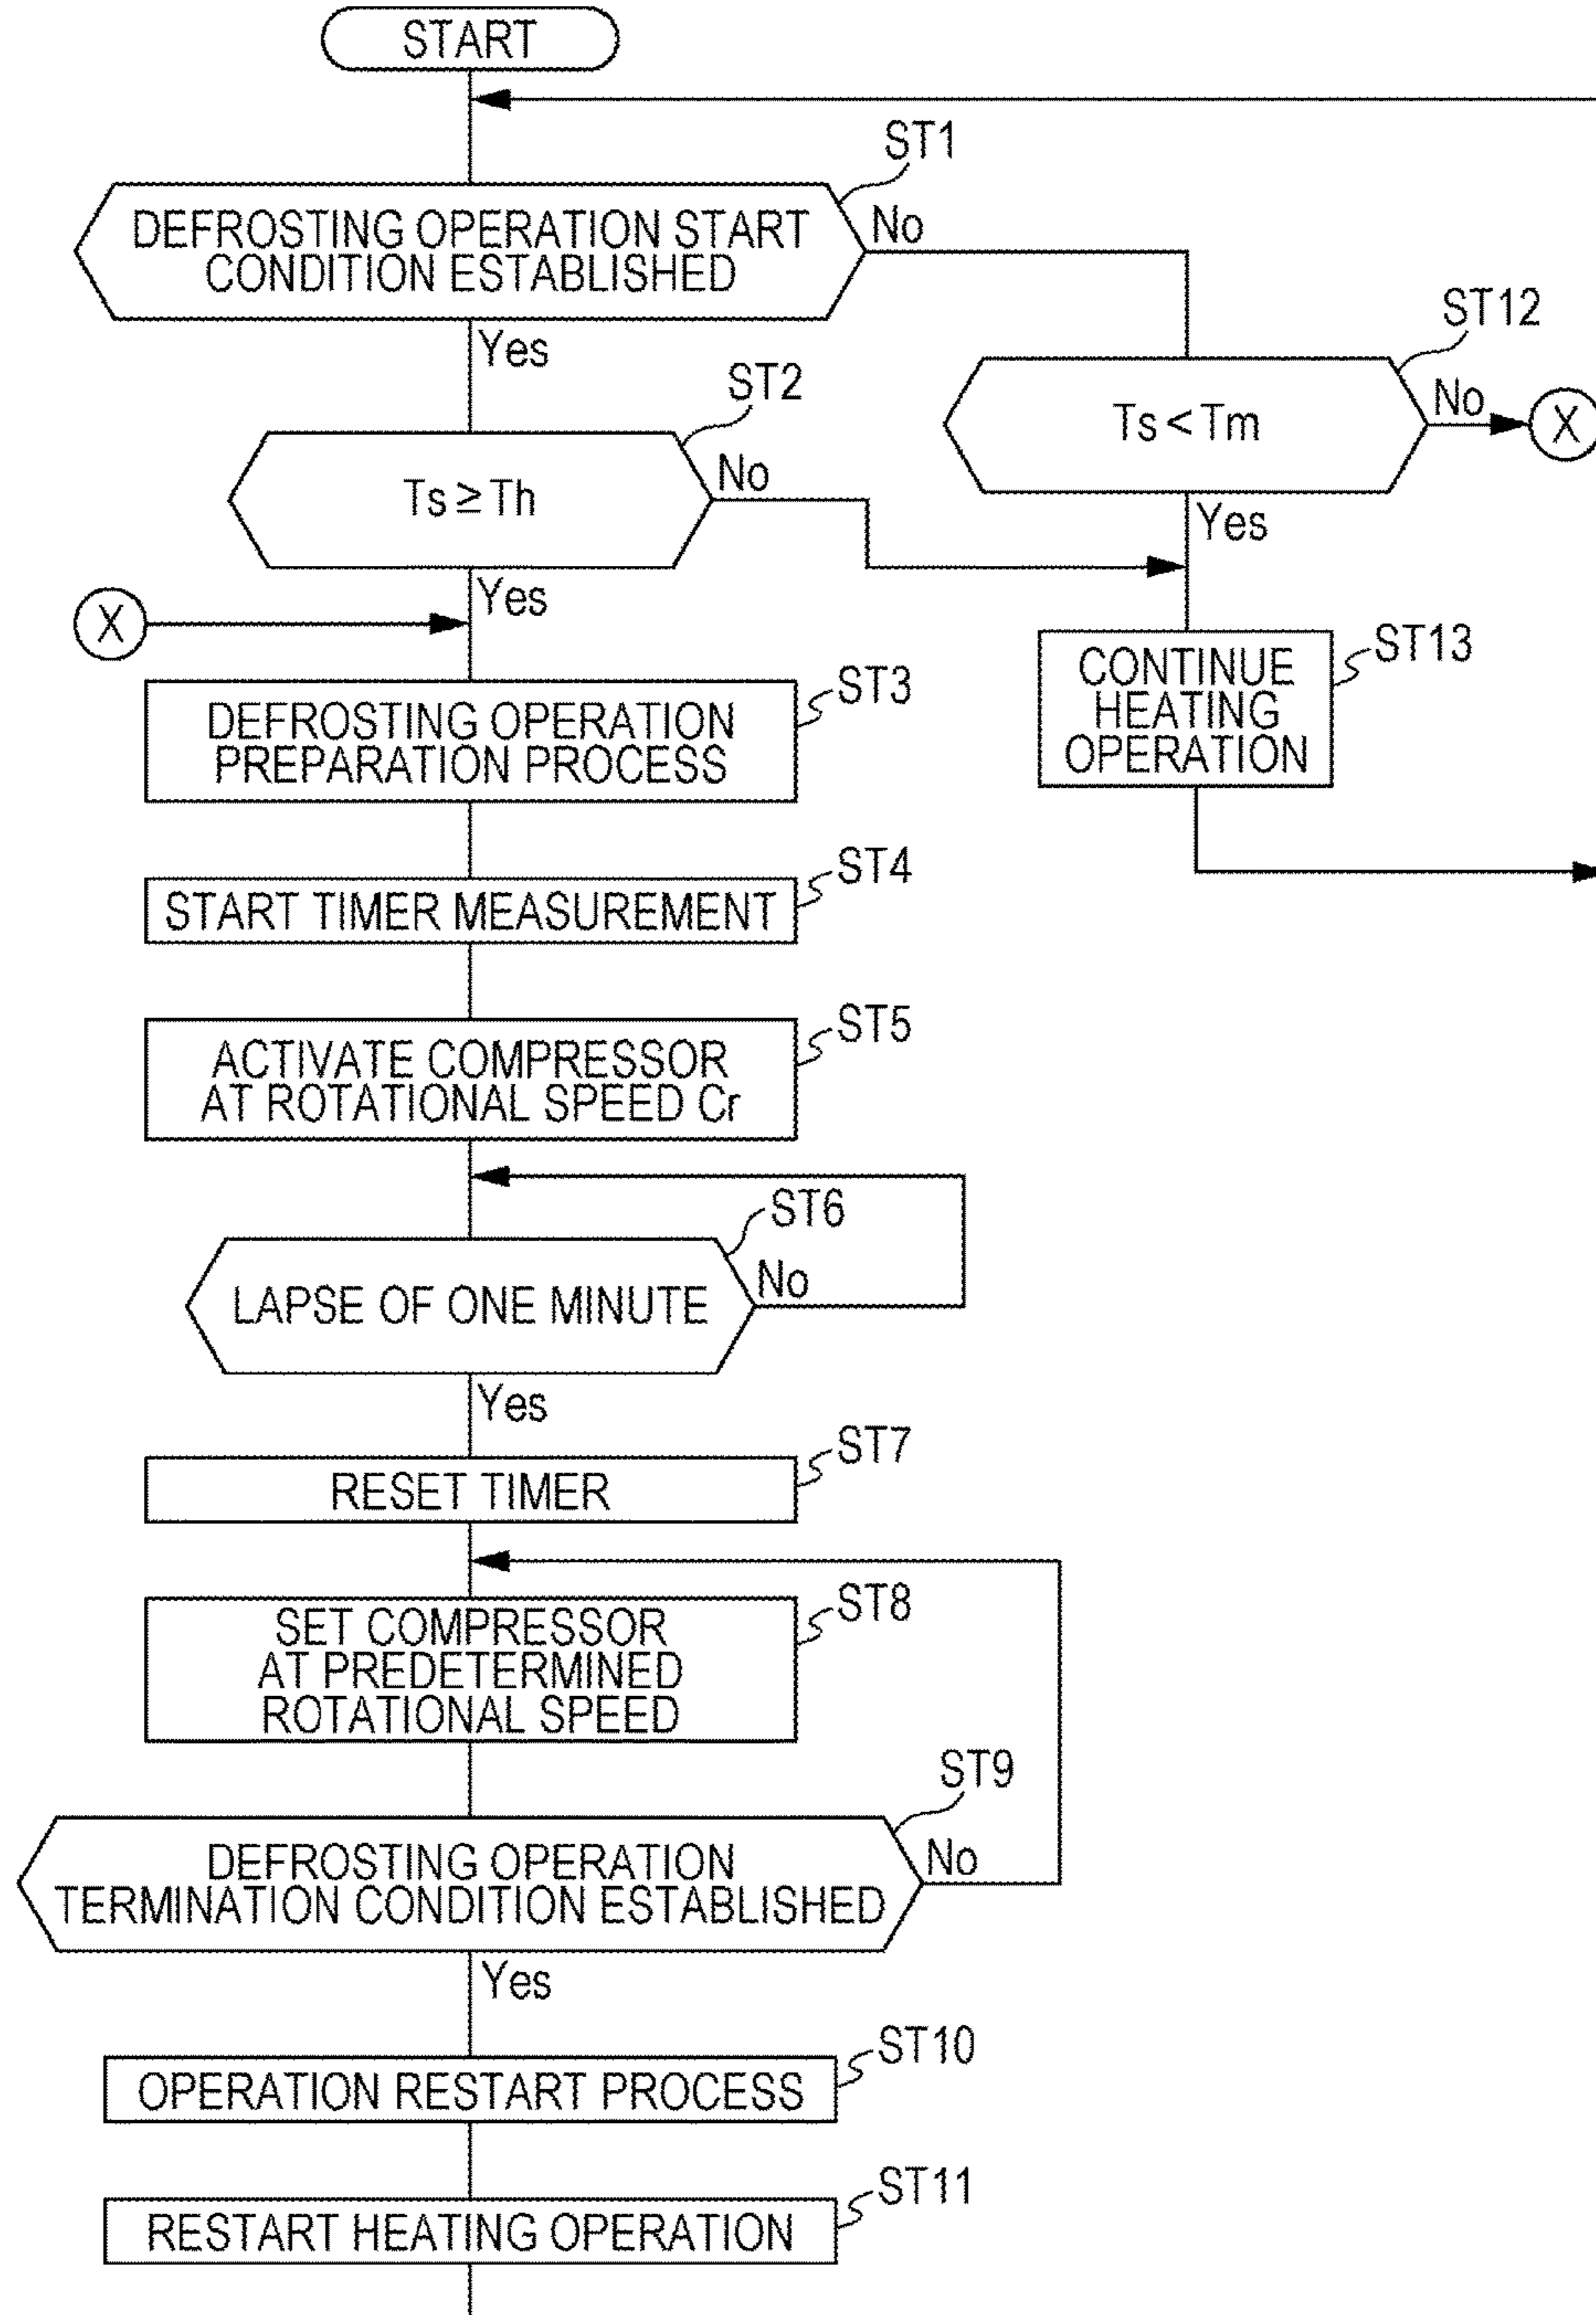 START
ST1
DEFROSTING OPERATION START
CONDITION ESTABLISHED
No
Yes
ST12
Ts < Tm
No
X
Yes
ST2
Ts ≥ Th
No
Yes
X
ST13
CONTINUE
HEATING
OPERATION
ST3
DEFROSTING OPERATION
PREPARATION PROCESS
ST4
START TIMER MEASUREMENT
ST5
ACTIVATE COMPRESSOR
AT ROTATIONAL SPEED Cr
ST6
LAPSE OF ONE MINUTE
No
Yes
ST7
RESET TIMER
ST8
SET COMPRESSOR
AT PREDETERMINED
ROTATIONAL SPEED
ST9
DEFROSTING OPERATION
TERMINATION CONDITION ESTABLISHED
No
Yes
ST10
OPERATION RESTART PROCESS
ST11
RESTART HEATING OPERATION